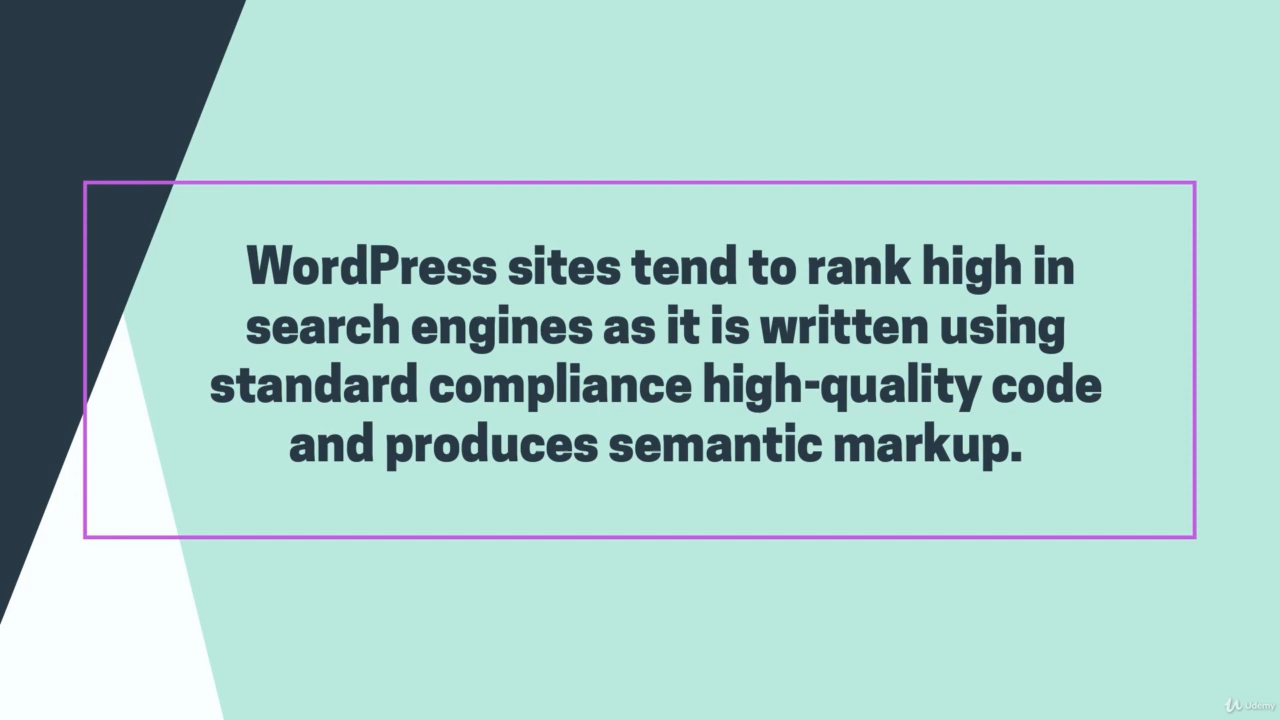 WordPress sites tend to rank high in
search engines as it is written using
standard compliance high-quality code
and produces semantic markup.
Udemy